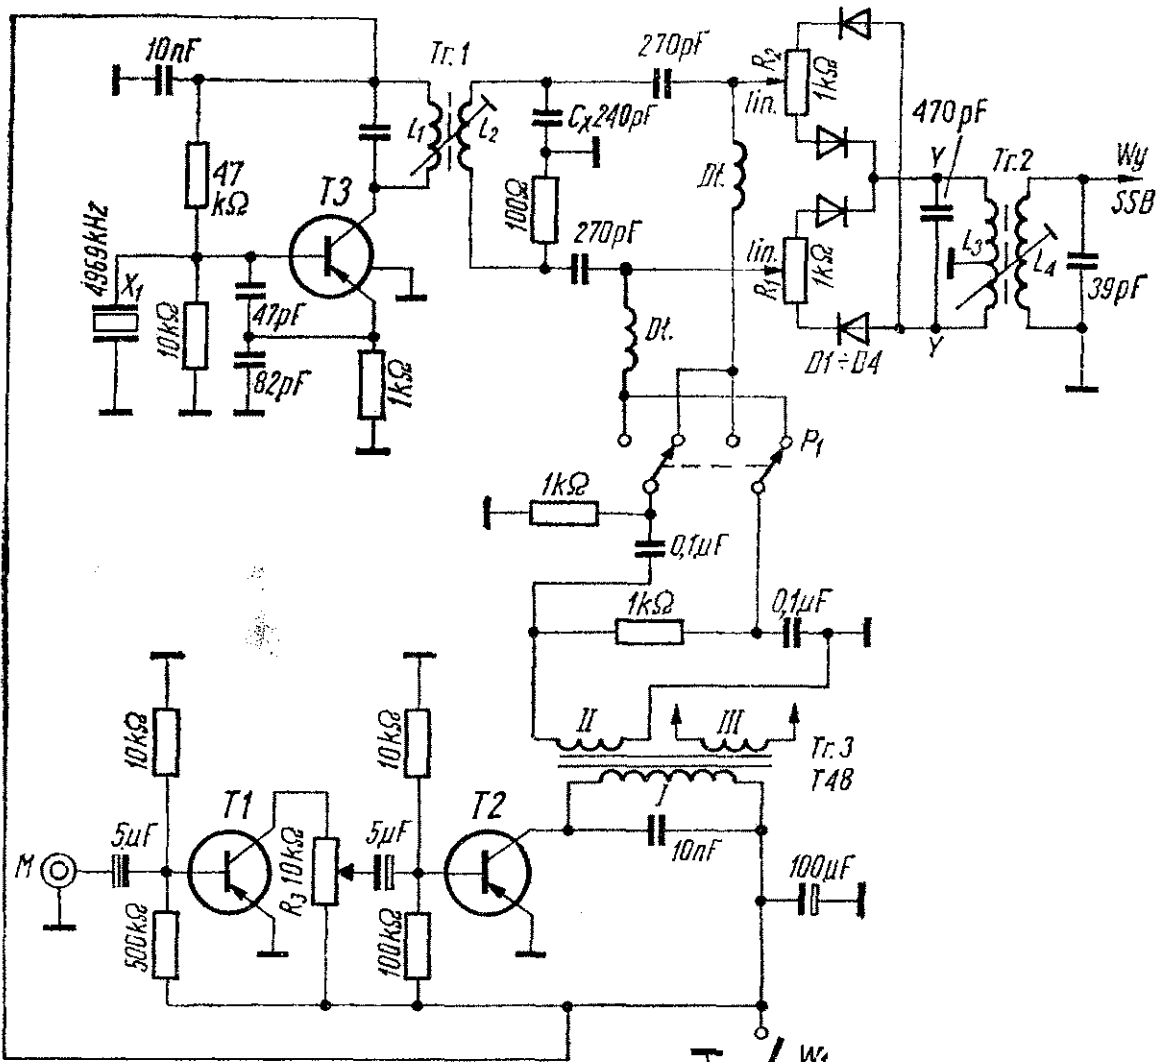 10nF
Tr.1
270pF
R2
lin.
1kΩ
L1
L2
Cx 240pF
470pF
Y
Tr.2
Wy
SSB
47
kΩ
T3
100Ω
Dł.
4969kHz
X1
270pF
lin.
R1
1kΩ
L3
L4
39pF
10kΩ
47pF
82pF
1kΩ
Dł.
Y
D1÷D4
P1
1kΩ
0,1µF
1kΩ
0,1µF
II
III
Tr.3
T48
I
10kΩ
10kΩ
T1
T2
10nF
M
5µF
R3 10kΩ
5µF
100µF
500kΩ
100kΩ
W1